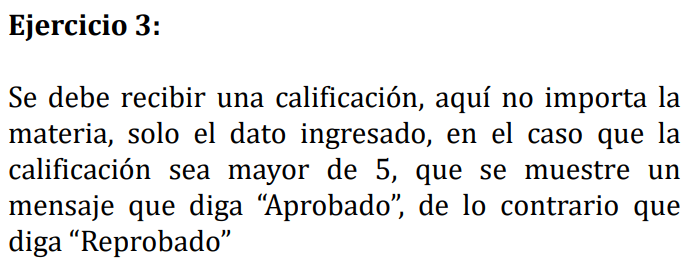 Ejercicio 3:
Se debe recibir una calificación, aquí no importa la
materia, solo el dato ingresado, en el caso que la
calificación sea mayor de 5, que se muestre un
mensaje que diga “Aprobado”, de lo contrario que
diga “Reprobado”